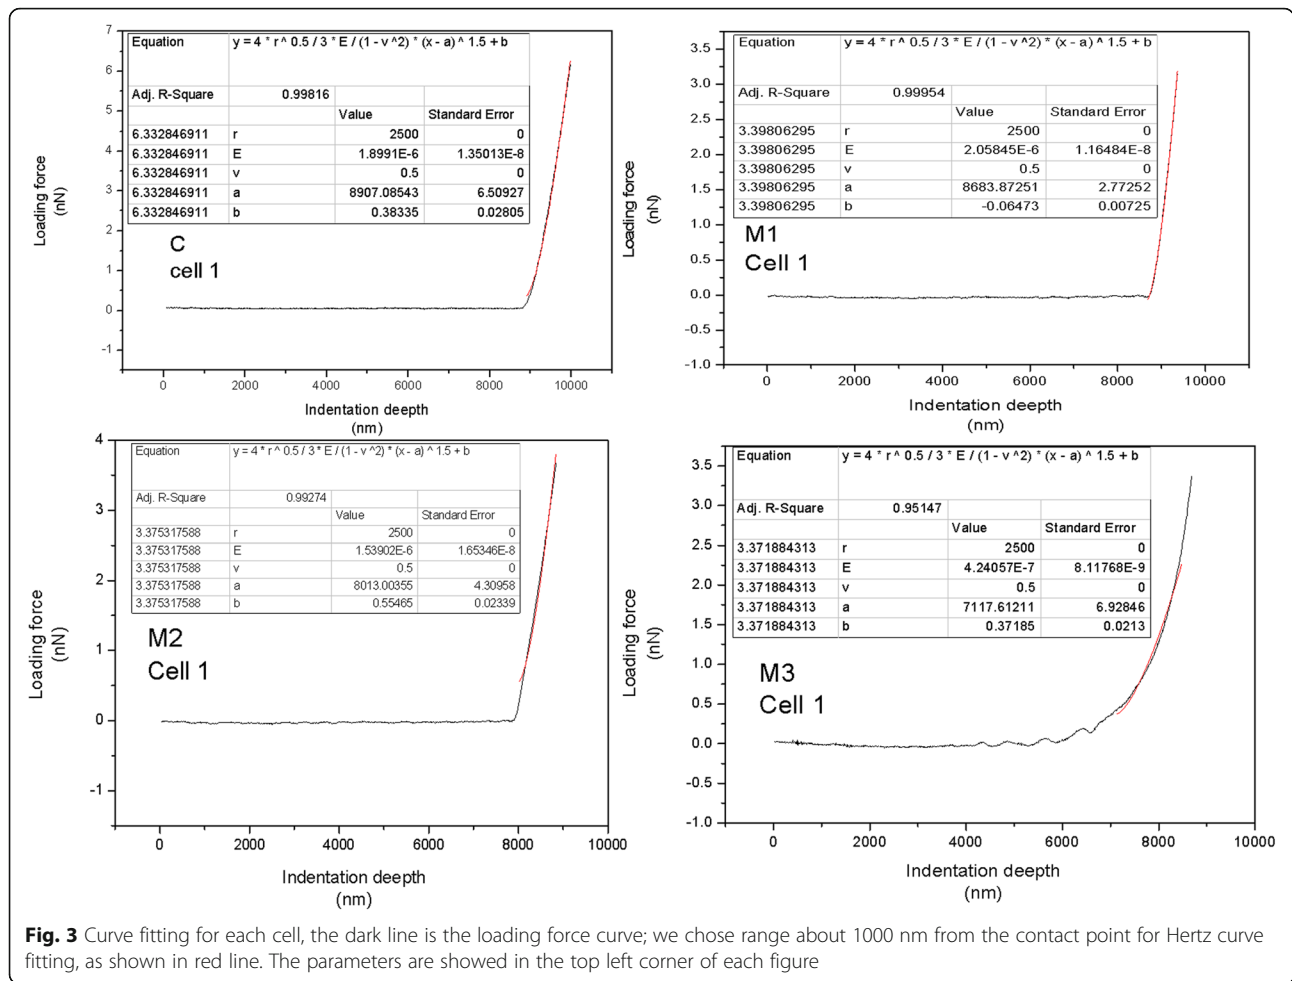 7
6
5
4
3
2
1
0
-1
Loading force
(nN)
Equation y = 4 * r^ 0.5 / 3 * E / (1 - v ^2) * (x - a) ^ 1.5 + b
Adj. R-Square 0.99816
Value Standard Error
6.332846911 r 2500 0
6.332846911 E 1.8991E-6 1.35013E-8
6.332846911 v 0.5 0
6.332846911 a 8907.08543 6.50927
6.332846911 b 0.38335 0.02805
C
cell 1
0 2000 4000 6000 8000 10000
Indentation deepth
(nm)
3.5
3.0
2.5
2.0
1.5
1.0
0.5
0.0
-0.5
-1.0
Loading force
(nN)
Equation y = 4 * r^ 0.5 / 3 * E / (1 - v ^2) * (x - a) ^ 1.5 + b
Adj. R-Square 0.99954
Value Standard Error
3.39806295 r 2500 0
3.39806295 E 2.05845E-6 1.16484E-8
3.39806295 v 0.5 0
3.39806295 a 8683.87251 2.77252
3.39806295 b -0.06473 0.00725
M1
Cell 1
0 2000 4000 6000 8000 10000
Indentation deepth
(nm)
4
3
2
1
0
-1
Loading force
(nN)
Equation y = 4 * r^ 0.5 / 3 * E / (1 - v ^2) * (x - a) ^ 1.5 + b
Adj. R-Square 0.99274
Value Standard Error
3.375317588 r 2500 0
3.375317588 E 1.53902E-6 1.65346E-8
3.375317588 v 0.5 0
3.375317588 a 8013.00355 4.30958
3.375317588 b 0.55465 0.02339
M2
Cell 1
0 2000 4000 6000 8000 10000
Indentation deepth
(nm)
3.5
3.0
2.5
2.0
1.5
1.0
0.5
0.0
-0.5
-1.0
Loading force
(nN)
Equation y = 4 * r^ 0.5 / 3 * E / (1 - v ^2) * (x - a) ^ 1.5 + b
Adj. R-Square 0.95147
Value Standard Error
3.371884313 r 2500 0
3.371884313 E 4.24057E-7 8.11768E-9
3.371884313 v 0.5 0
3.371884313 a 7117.61211 6.92846
3.371884313 b 0.37185 0.0213
M3
Cell 1
0 2000 4000 6000 8000 10000
Indentation deepth
(nm)
Fig. 3 Curve fitting for each cell, the dark line is the loading force curve; we chose range about 1000 nm from the contact point for Hertz curve
fitting, as shown in red line. The parameters are showed in the top left corner of each figure